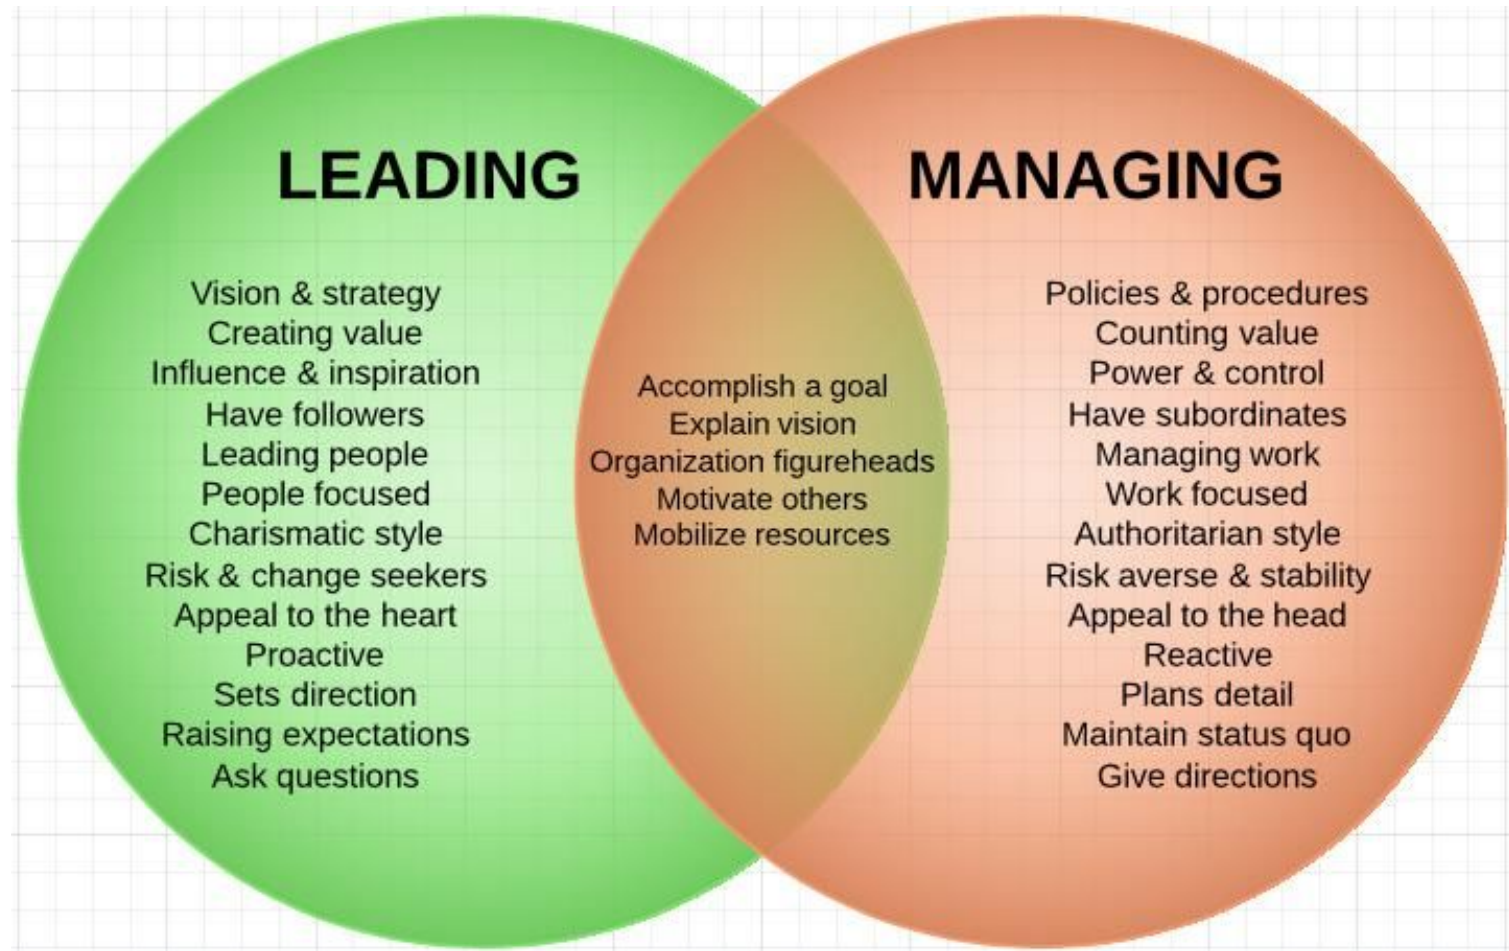 LEADING
Vision & strategy
Creating value
Influence & inspiration
Have followers
Leading people
People focused
Charismatic style
Risk & change seekers
Appeal to the heart
Proactive
Sets direction
Raising expectations
Ask questions
Accomplish a goal
Explain vision
Organization figureheads
Motivate others
Mobilize resources
MANAGING
Policies & procedures
Counting value
Power & control
Have subordinates
Managing work
Work focused
Authoritarian style
Risk averse & stability
Appeal to the head
Reactive
Plans detail
Maintain status quo
Give directions